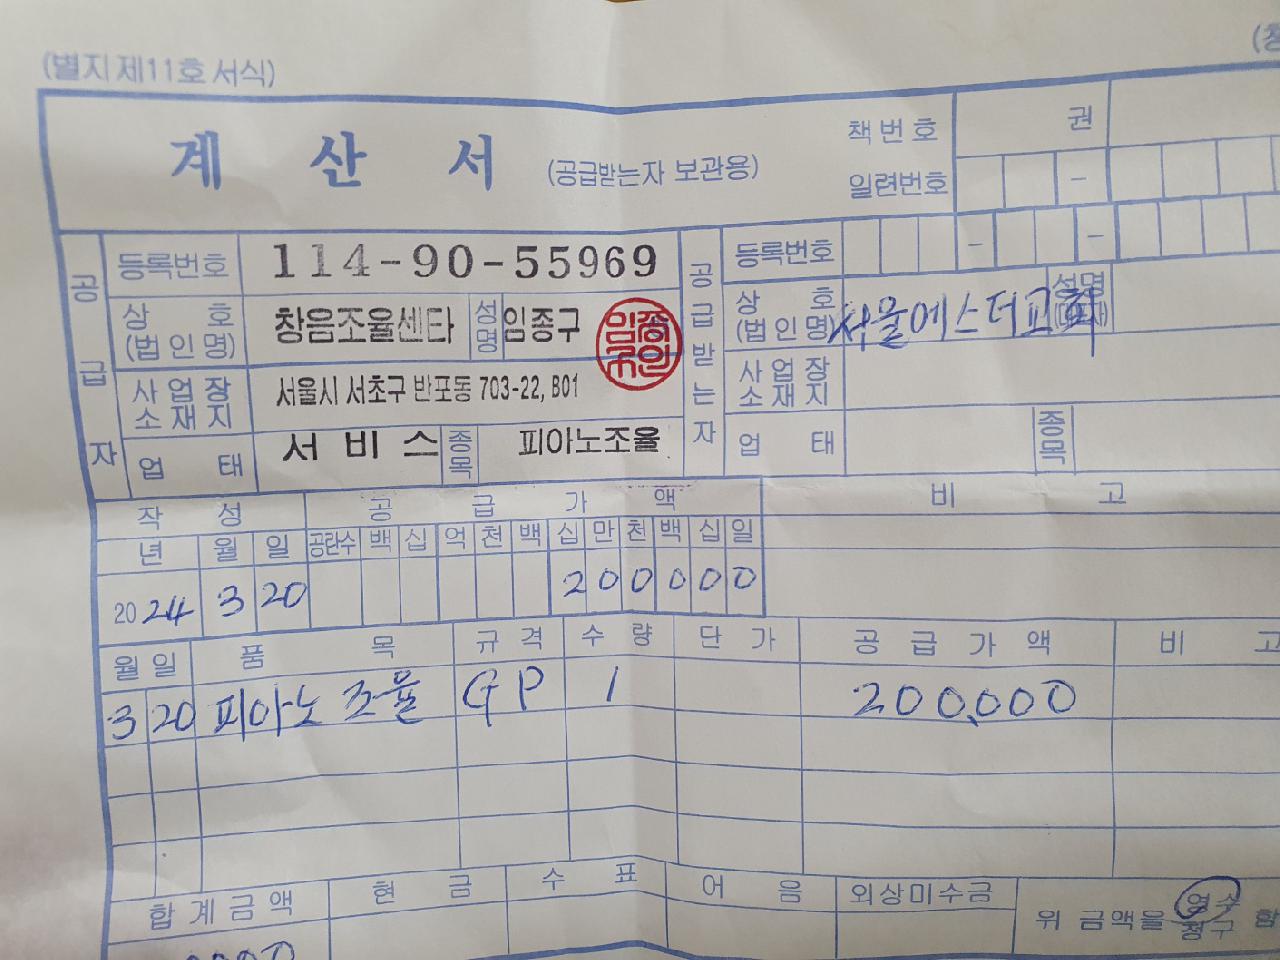 (별지 제11호 서식)
계 산 서 (공급받는자 보관용)
책 번 호 권
일련번호 -
공급자
등록번호 114-90-55969
상 호 (법인명) 창음조율센타 성명 임종구
사업장 소재지 서울시 서초구 반포동 703-22, B01
업 태 서 비 스 종목 피아노조율
공급받는자
등록번호 - -
상 호 (법인명) 서울에스더교회 성명
사업장 소재지
업 태 종목
작 성 공 급 가 액 비 고
년 월 일 공란수 백 십 억 천 백 십 만 천 백 십 일
2024 3 20 2 0 0 0 0 0
월 일 품 목 규 격 수 량 단 가 공 급 가 액 비 고
3 20 피아노 조율 GP 1 200,000
합 계 금 액 현 금 수 표 어 음 외상미수금 위 금액을 영수 청구 함